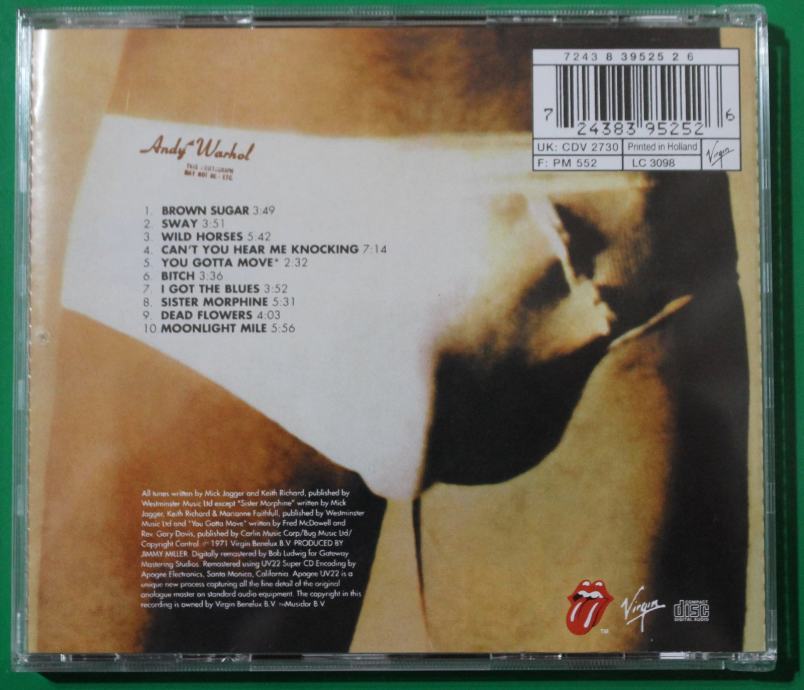 7243 8 39525 2 6
7 24383 95252 6
UK: CDV 2730 Printed in Holland Virgin
F: PM 552 LC 3098
Andy Warhol
THIS PHOTOGRAPH
MAY NOT BE - ETC.
1. BROWN SUGAR 3:49
2. SWAY 3:51
3. WILD HORSES 5:42
4. CAN'T YOU HEAR ME KNOCKING 7:14
5. YOU GOTTA MOVE* 2:32
6. BITCH 3:36
7. I GOT THE BLUES 3:52
8. SISTER MORPHINE 5:31
9. DEAD FLOWERS 4:03
10 MOONLIGHT MILE 5:56
All tunes written by Mick Jagger and Keith Richard, published by
Westminster Music Ltd except "Sister Morphine" written by Mick
Jagger, Keith Richard & Marianne Faithfull, published by Westminster
Music Ltd and "You Gotta Move" written by Fred McDowell and
Rev. Gary Davis, published by Carlin Music Corp/Bug Music Ltd/
Copyright Control. ℗ 1971 Virgin Benelux B.V. PRODUCED BY
JIMMY MILLER. Digitally remastered by Bob Ludwig for Gateway
Mastering Studios. Remastered using UV22 Super CD Encoding by
Apogee Electronics, Santa Monica, California. Apogee UV22 is a
unique new process capturing all the fine detail of the original
analogue master on standard audio equipment. The copyright in this
recording is owned by Virgin Benelux B.V. ™Musidor B.V
TM
Virgin
COMPACT
disc
DIGITAL AUDIO